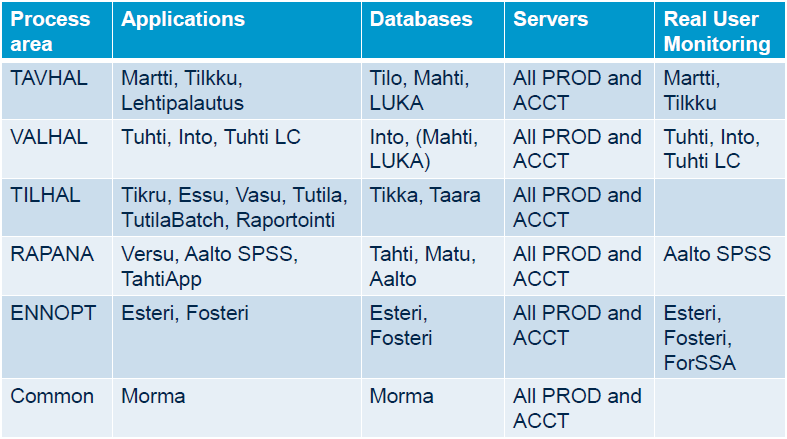 Process area
Applications
Databases
Servers
Real User Monitoring
TAVHAL
Martti, Tilkku,
Lehtipalautus
Tilo, Mahti,
LUKA
All PROD and
ACCT
Martti,
Tilkku
VALHAL
Tuhti, Into, Tuhti LC
Into, (Mahti,
LUKA)
All PROD and
ACCT
Tuhti, Into,
Tuhti LC
TILHAL
Tikru, Essu, Vasu, Tutila,
TutilaBatch, Raportointi
Tikka, Taara
All PROD and
ACCT
RAPANA
Versu, Aalto SPSS,
TahtiApp
Tahti, Matu,
Aalto
All PROD and
ACCT
Aalto SPSS
ENNOPT
Esteri, Fosteri
Esteri,
Fosteri
All PROD and
ACCT
Esteri,
Fosteri,
ForSSA
Common
Morma
Morma
All PROD and
ACCT